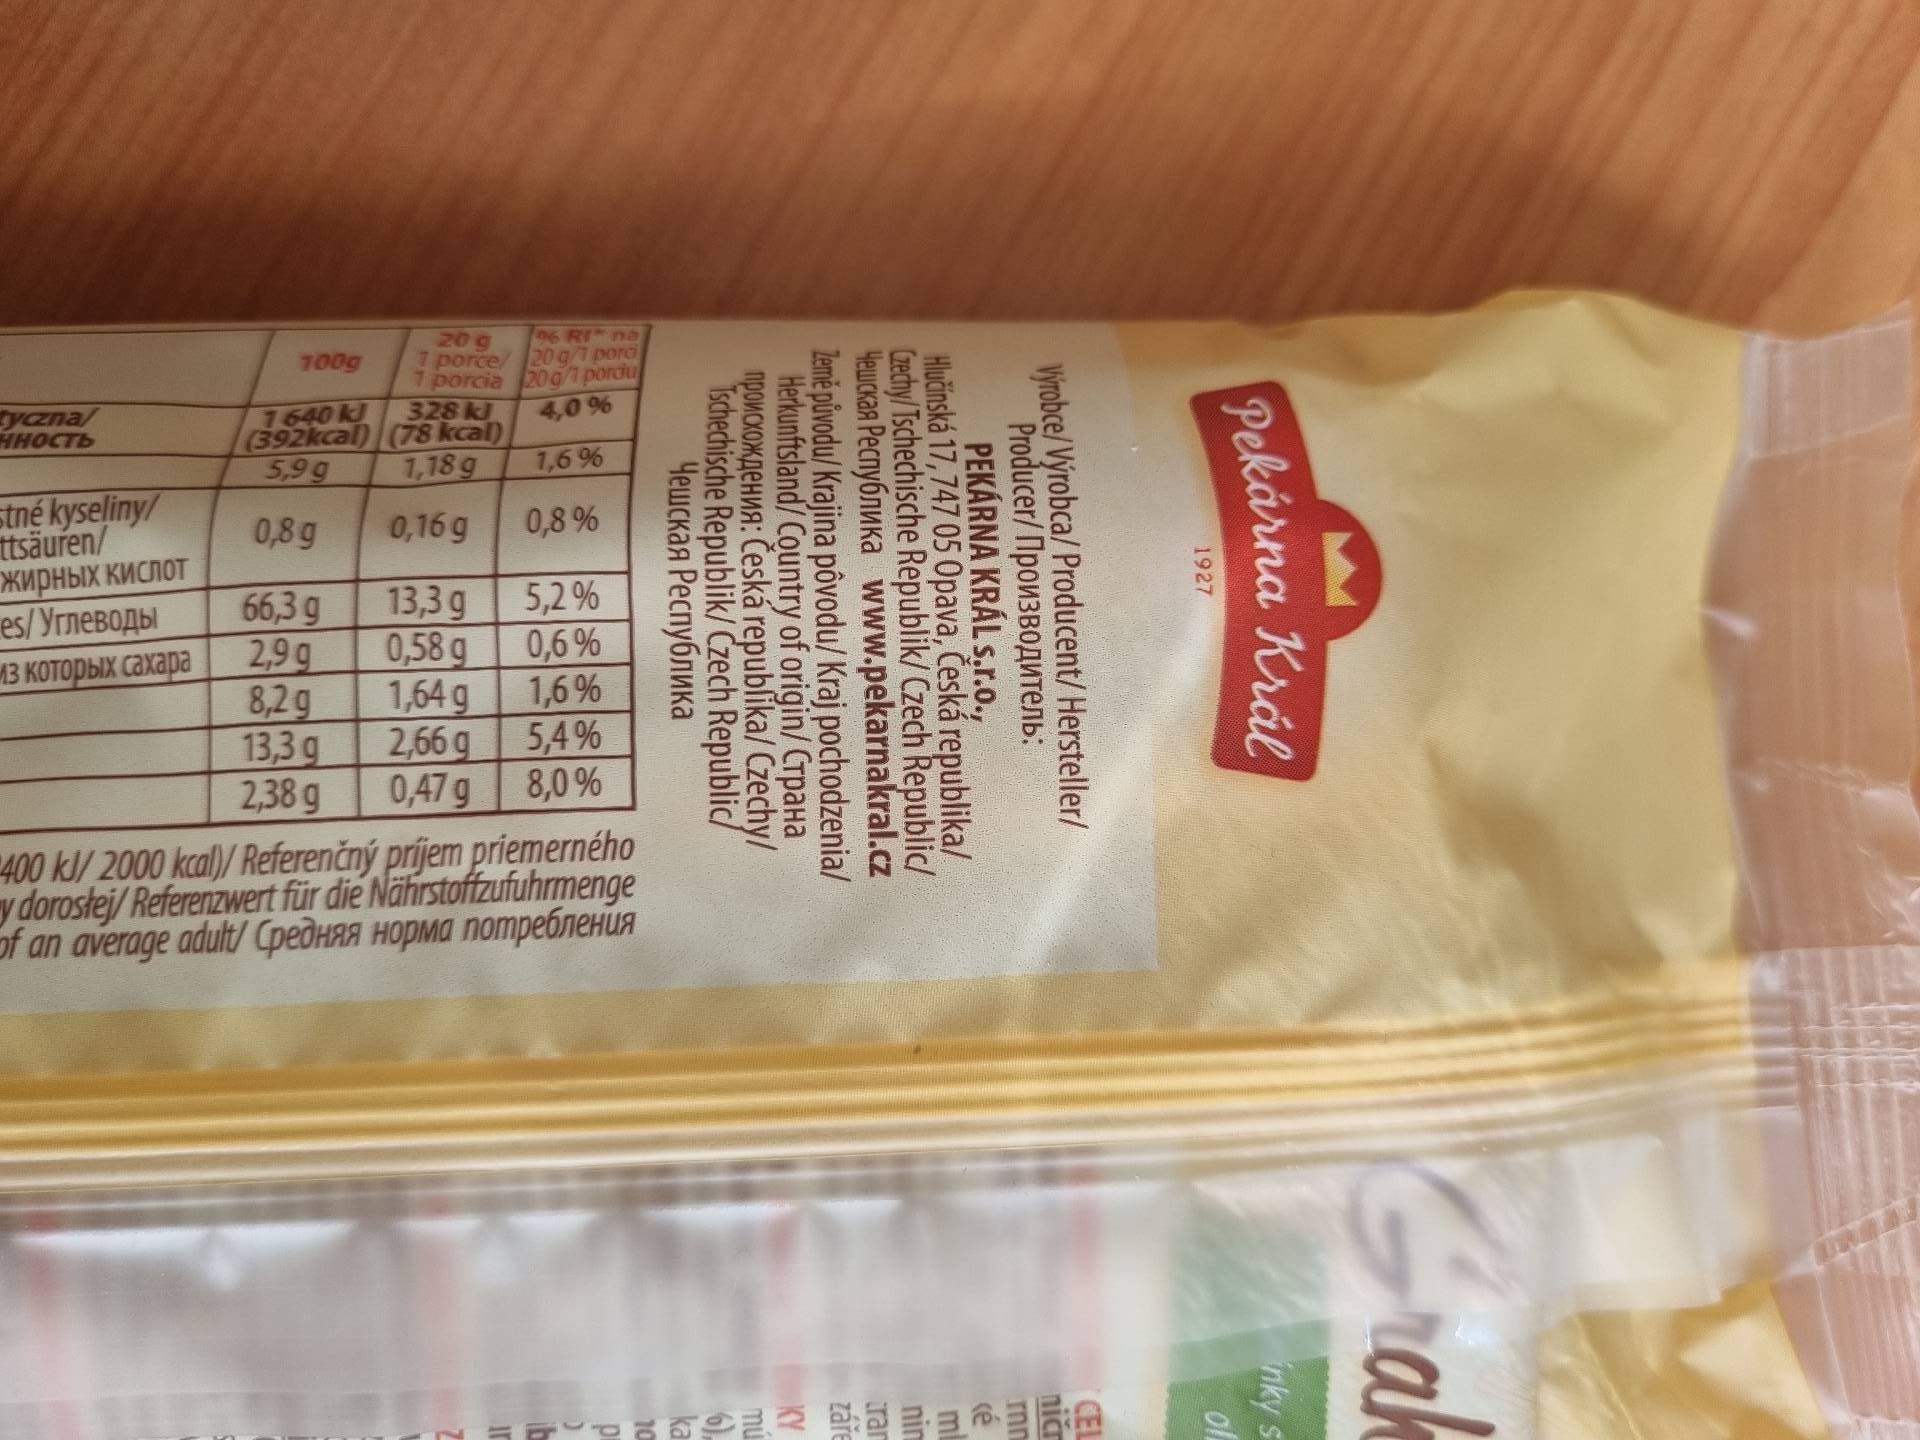 Pekárna Král
1927
Výrobce/ Výrobca/ Producent/ Hersteller/
Producer/ Производитель:
PEKÁRNA KRÁL s.r.o.,
Hlučínská 17, 747 05 Opava, Česká republika/
Czechy/ Tschechische Republik/ Czech Republic/
Чешская Республика www.pekarnakral.cz
Země původu/ Krajina pôvodu/ Kraj pochodzenia/
Herkunftsland/ Country of origin/ Страна
происхождения: Česká republika/ Czechy/
Tschechische Republik/ Czech Republic/
Чешская Республика
100g 20 g % RI* na
1 porce/ 20 g/1 porci
1 porcia 20 g/1 porciu
1 640 kJ 328 kJ 4,0 %
(392kcal) (78 kcal)
5,9 g 1,18 g 1,6 %
kyseliny/
0,8 g 0,16 g 0,8 %
жирных кислот
Углеводы 66,3 g 13,3 g 5,2 %
из которых сахара 2,9 g 0,58 g 0,6 %
8,2 g 1,64 g 1,6 %
13,3 g 2,66 g 5,4 %
2,38 g 0,47 g 8,0 %
400 kJ/ 2000 kcal)/ Referenčný príjem priemerného
dorosłej/ Referenzwert für die Nährstoffzufuhrmenge
of an average adult/ Средняя норма потребления